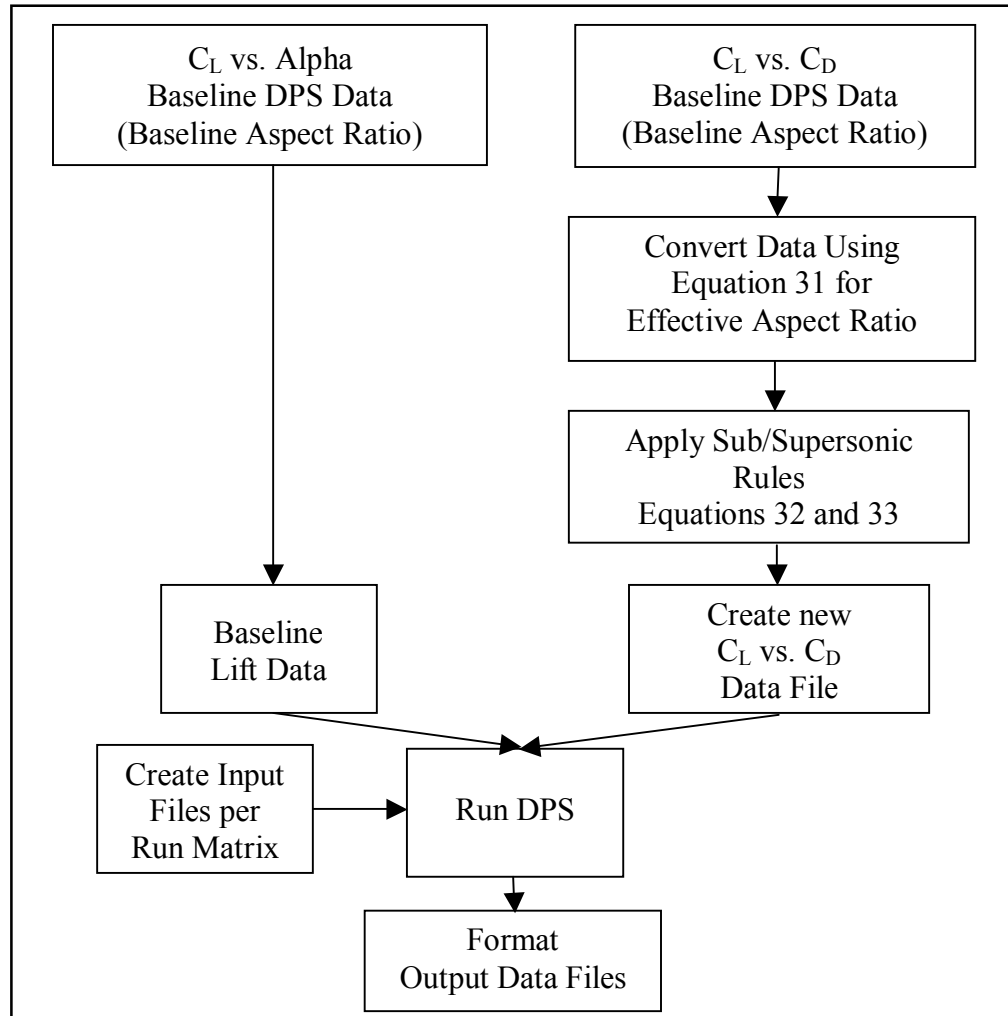 C_L vs. Alpha
Baseline DPS Data
(Baseline Aspect Ratio)
C_L vs. C_D
Baseline DPS Data
(Baseline Aspect Ratio)
Convert Data Using
Equation 31 for
Effective Aspect Ratio
Apply Sub/Supersonic
Rules
Equations 32 and 33
Baseline
Lift Data
Create new
C_L vs. C_D
Data File
Create Input
Files per
Run Matrix
Run DPS
Format
Output Data Files